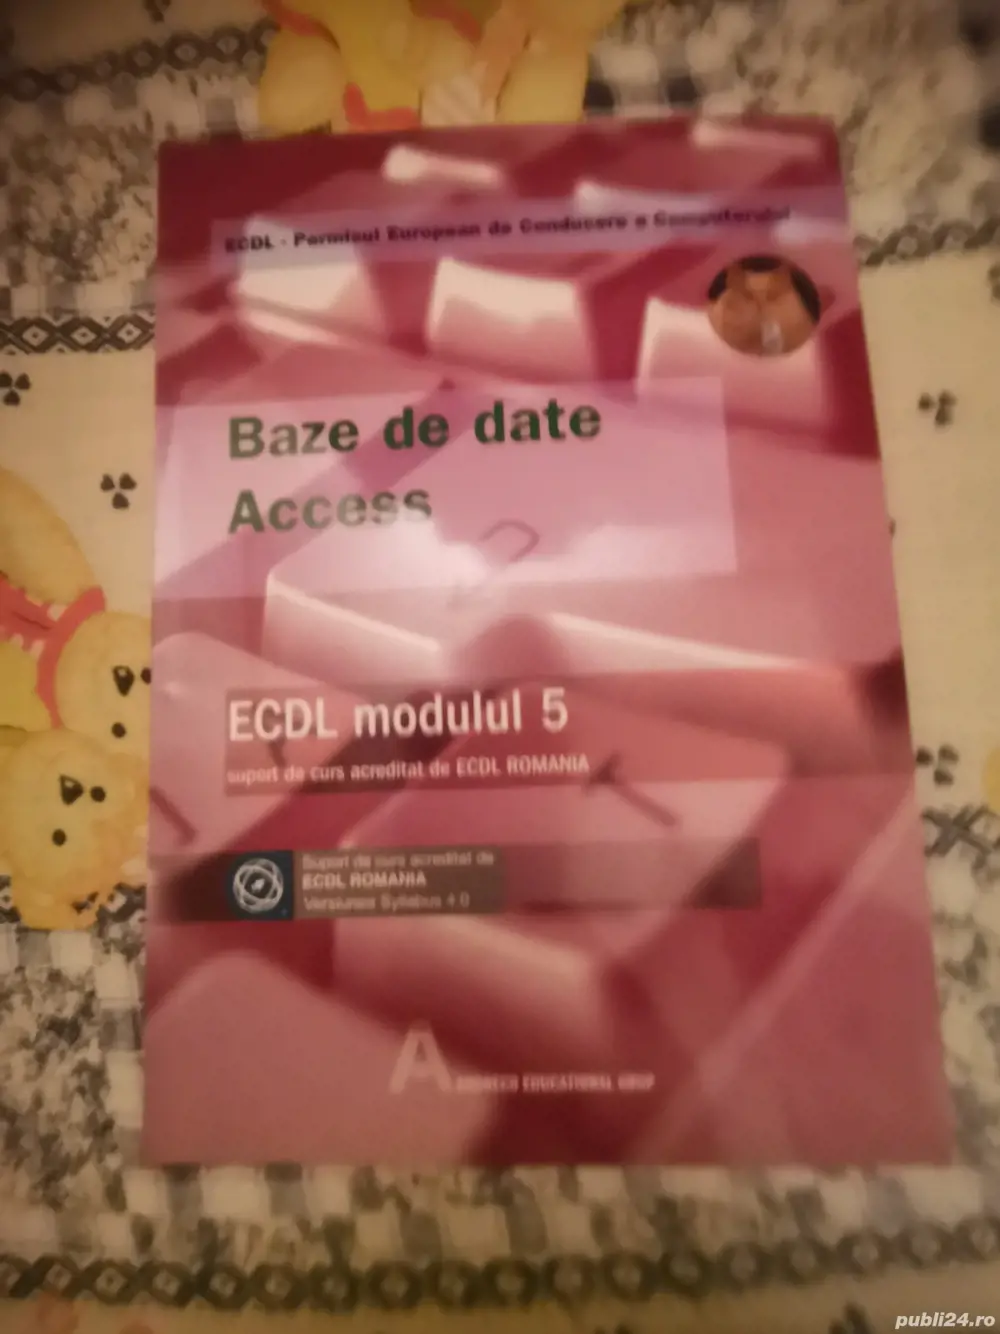 ECDL - Permisul European de Conducere a Computerului
Baze de date
Access
ECDL modulul 5
suport de curs acreditat de ECDL ROMANIA
Suport de curs acreditat de
ECDL ROMANIA
Versiunea Syllabus 4.0
A
EDUCATIONAL GRUP
publi24.ro